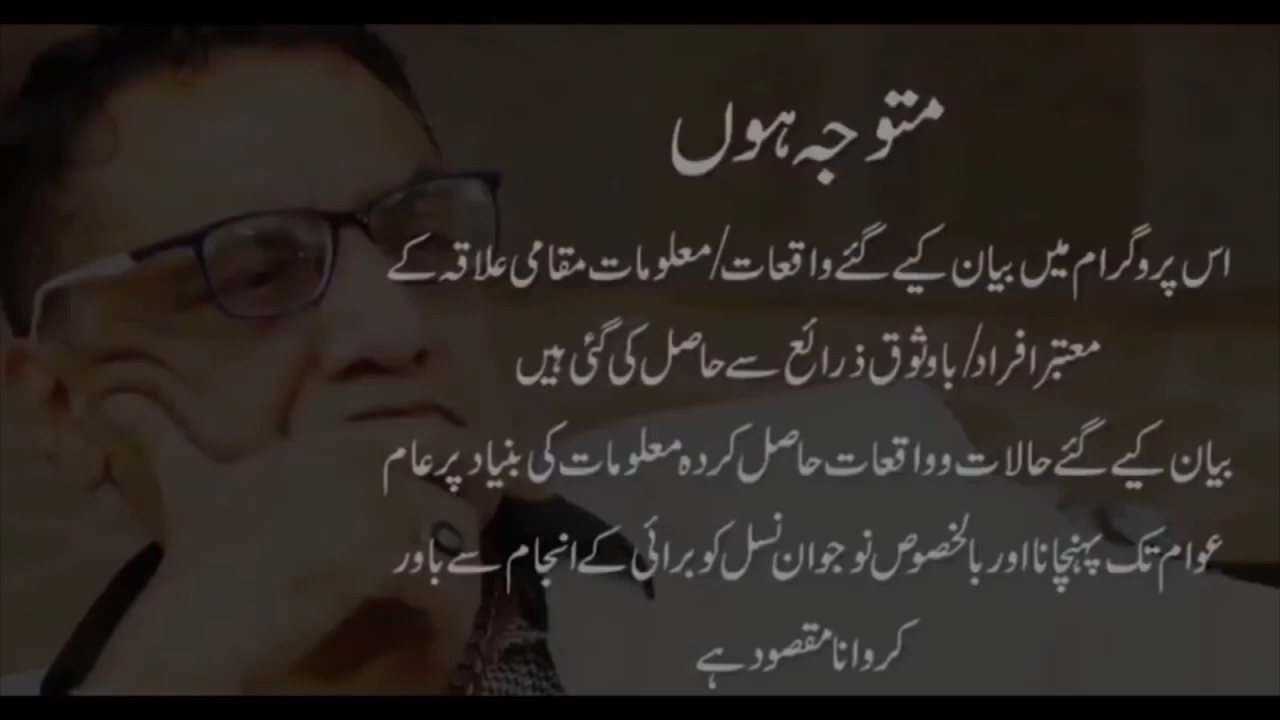 متوجہ ہوں
اس پروگرام میں بیان کیے گئے واقعات/معلومات مقامی علاقہ کے
معتبر افراد/باوثوق ذرائع سے حاصل کی گئی ہیں
بیان کیے گئے حالات و واقعات حاصل کردہ معلومات کی بنیاد پر عام
عوام تک پہنچانا اور بالخصوص نوجوان نسل کو برائی کے انجام سے باور
کروانا مقصود ہے